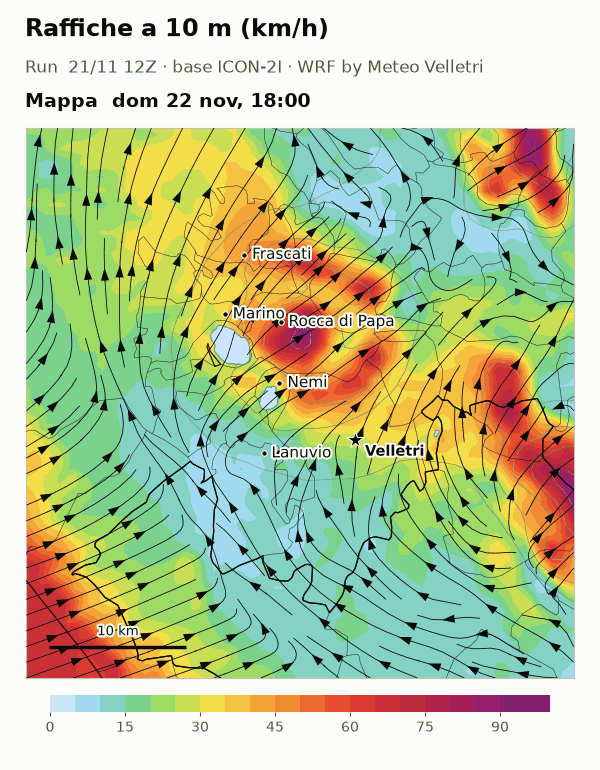 Raffiche a 10 m (km/h)
Run 21/11 12Z · base ICON-2I · WRF by Meteo Velletri
Mappa dom 22 nov, 18:00
Frascati
Marino
Rocca di Papa
Nemi
Velletri
Lanuvio
10 km
0 15 30 45 60 75 90